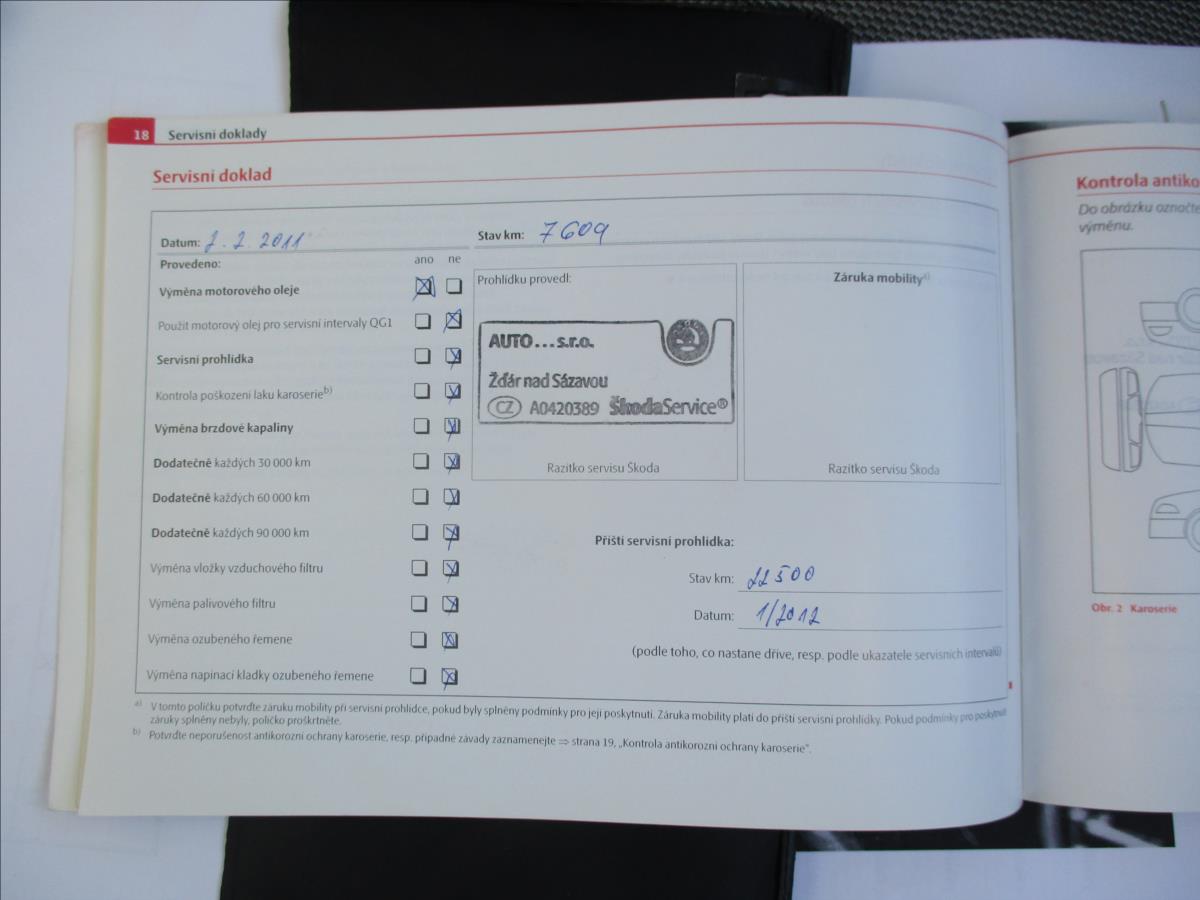 18 Servisní doklady
Servisní doklad
Datum: 2. 2. 2011
Stav km: 7609
Provedeno: ano ne
Výměna motorového oleje
Použit motorový olej pro servisní intervaly QG1
Servisní prohlídka
Kontrola poškození laku karoserie b)
Výměna brzdové kapaliny
Dodatečně každých 30 000 km
Dodatečně každých 60 000 km
Dodatečně každých 90 000 km
Výměna vložky vzduchového filtru
Výměna palivového filtru
Výměna ozubeného řemene
Výměna napínací kladky ozubeného řemene
Prohlídku provedl:
AUTO...s.r.o.
Žďár nad Sázavou
CZ A0420389 ŠkodaService®
Razítko servisu Škoda
Záruka mobility a)
Razítko servisu Škoda
Příští servisní prohlídka:
Stav km: 22500
Datum: 1/2012
(podle toho, co nastane dříve, resp. podle ukazatele servisních intervalů)
a) V tomto políčku potvrďte záruku mobility při servisní prohlídce, pokud byly splněny podmínky pro její poskytnutí. Záruka mobility platí do příští servisní prohlídky. Pokud podmínky pro poskytnutí
záruky splněny nebyly, políčko proškrtněte.
b) Potvrďte neporušenost antikorozní ochrany karoserie, resp. případné závady zaznamenejte ⇒ strana 19, „Kontrola antikorozní ochrany karoserie".
Kontrola antiko
Do obrázku označte
výměnu.
Obr. 2 Karoserie